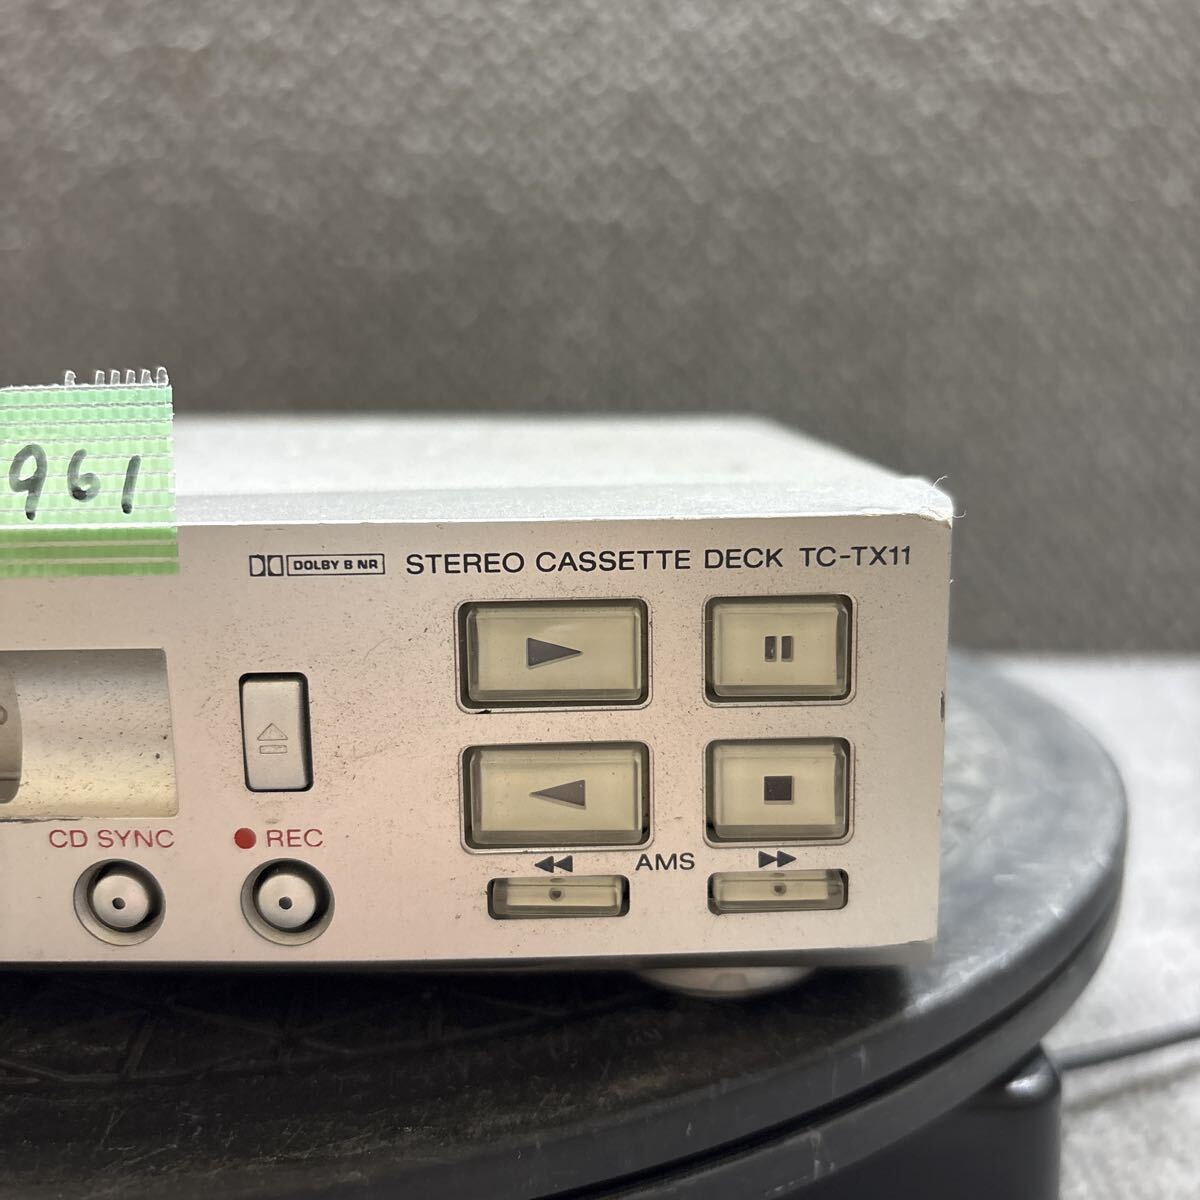 961
DOLBY B NR STEREO CASSETTE DECK TC-TX11
CD SYNC
REC
AMS